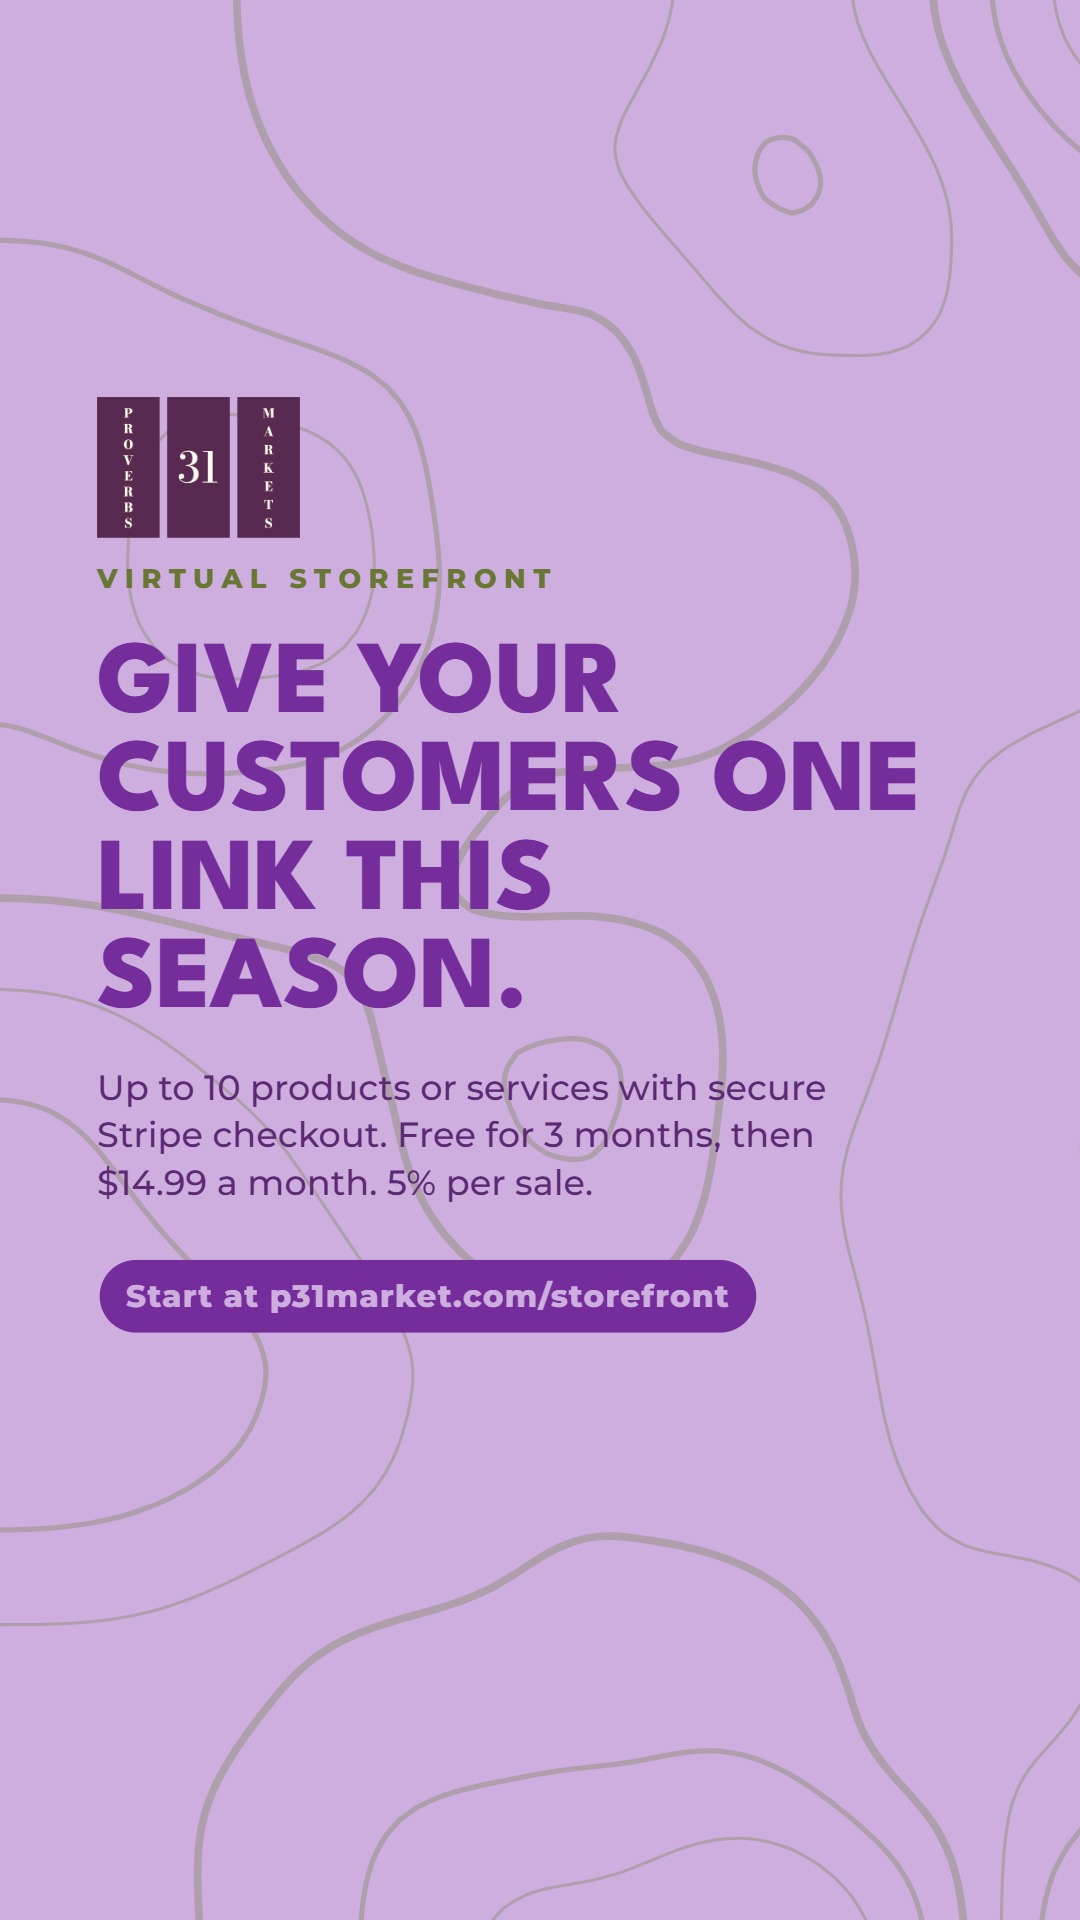 PROVERBS
31
MARKETS
VIRTUAL STOREFRONT
GIVE YOUR
CUSTOMERS ONE
LINK THIS
SEASON.
Up to 10 products or services with secure
Stripe checkout. Free for 3 months, then
$14.99 a month. 5% per sale.
Start at p31market.com/storefront